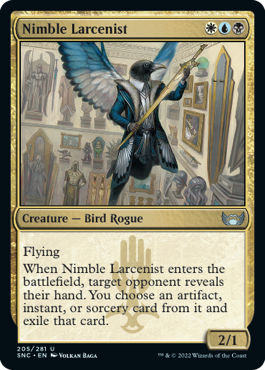 Nimble Larcenist
Creature — Bird Rogue
Flying
When Nimble Larcenist enters the
battlefield, target opponent reveals
their hand. You choose an artifact,
instant, or sorcery card from it and
exile that card.
2/1
205/281 U
SNC • EN VOLKAN BAGA
™ & © 2022 Wizards of the Coast